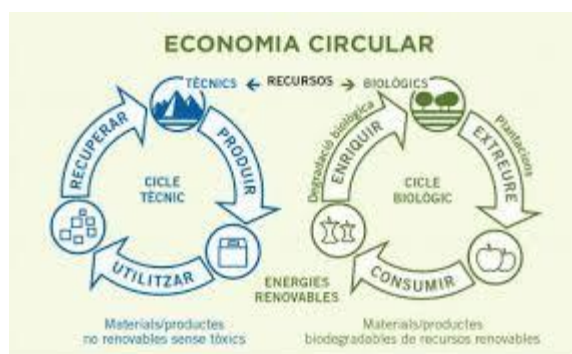 ECONOMIA CIRCULAR
TÈCNICS ← RECURSOS → BIOLÒGICS
RECUPERAR
PRODUIR
UTILITZAR
CICLE
TÈCNIC
Degradació biològica
ENRIQUIR
Plantacions
EXTREURE
CONSUMIR
CICLE
BIOLÒGIC
ENERGIES
RENOVABLES
Materials/productes
no renovables sense tòxics
Materials/productes
biodegradables de recursos renovables